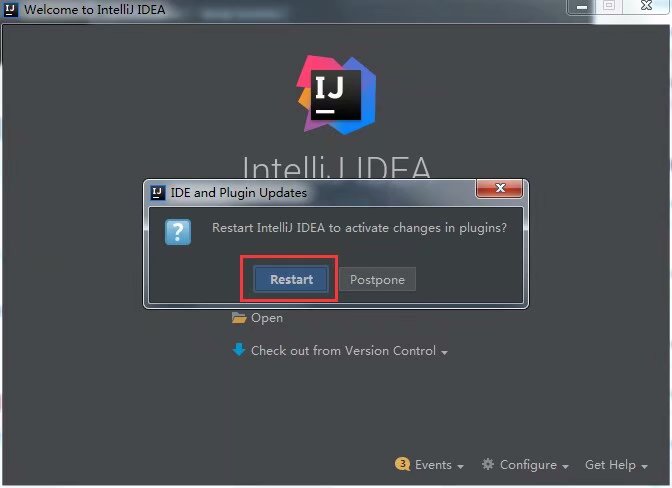 Welcome to IntelliJ IDEA
IJ
IntelliJ IDEA
IDE and Plugin Updates
Restart IntelliJ IDEA to activate changes in plugins?
Restart
Postpone
Open
Check out from Version Control
3 Events
Configure
Get Help